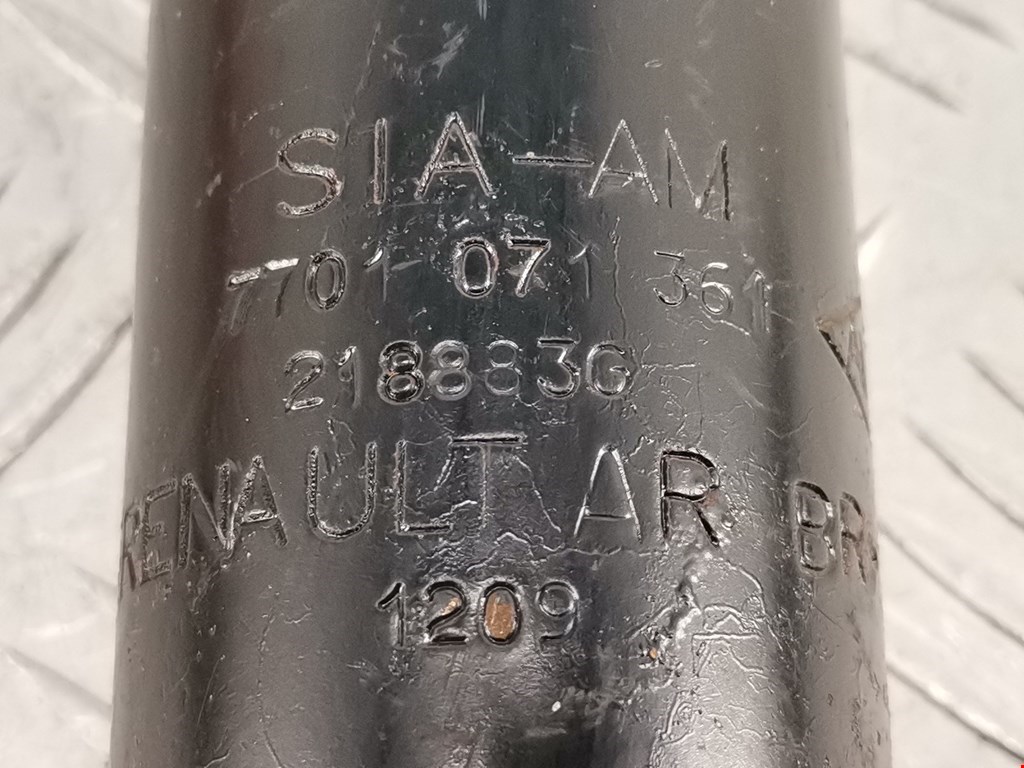 SIA-AM
7701 071 361
218883G
RENAULT AR
1209